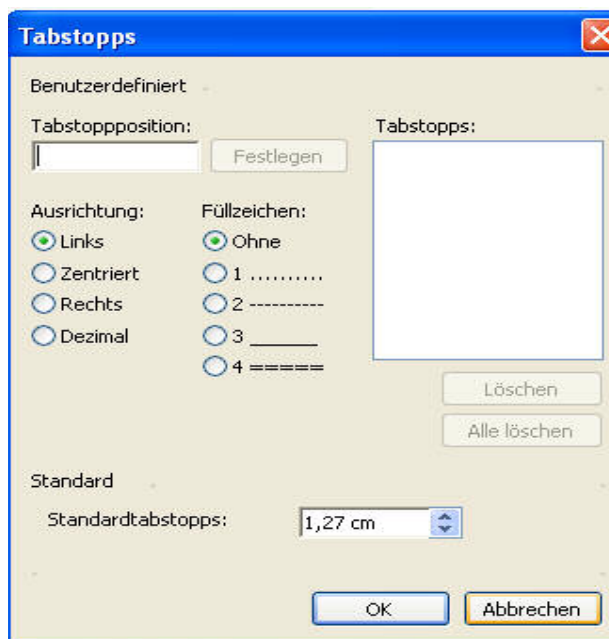 Tabstopps
Benutzerdefiniert
Tabstoppposition:
Tabstopps:
Festlegen
Ausrichtung:
Füllzeichen:
Links
Ohne
Zentriert
1 ..........
Rechts
2 ----------
Dezimal
3 ______
4 =====
Löschen
Alle löschen
Standard
Standardtabstopps:
1,27 cm
OK
Abbrechen